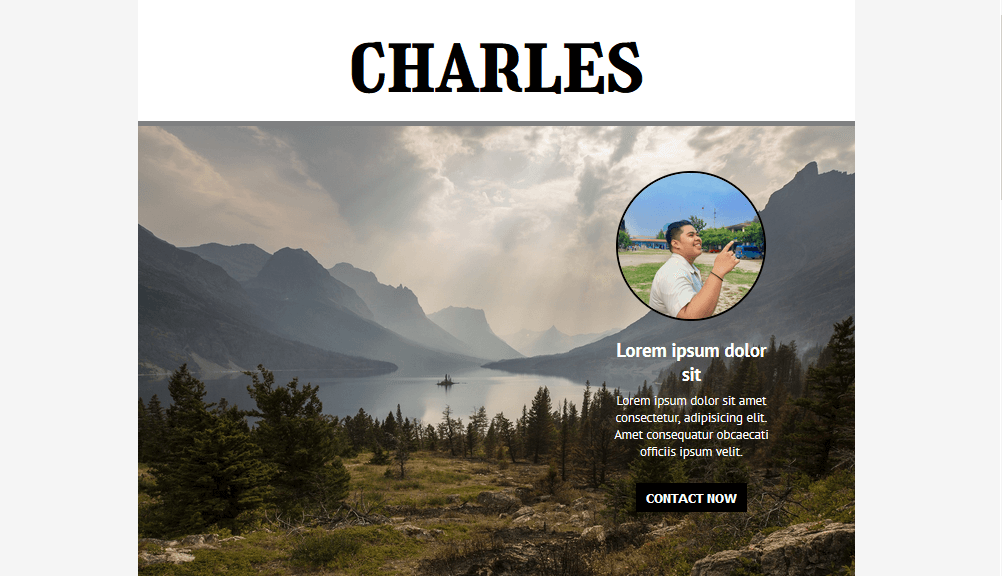 CHARLES
Lorem ipsum dolor
sit
Lorem ipsum dolor sit amet
consectetur, adipisicing elit.
Amet consequatur obcaecati
officiis ipsum velit.
CONTACT NOW